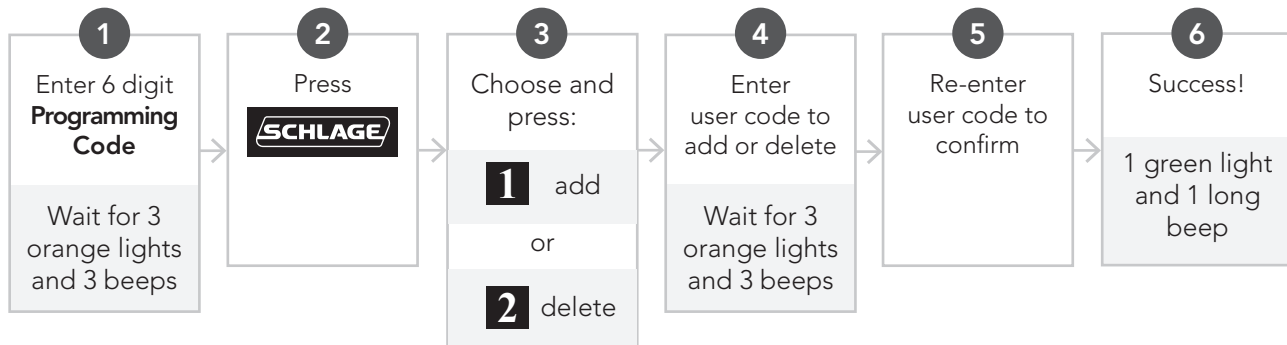 1
Enter 6 digit
Programming
Code
Wait for 3
orange lights
and 3 beeps
2
Press
SCHLAGE
3
Choose and
press:
1 add
or
2 delete
4
Enter
user code to
add or delete
Wait for 3
orange lights
and 3 beeps
5
Re-enter
user code to
confirm
6
Success!
1 green light
and 1 long
beep